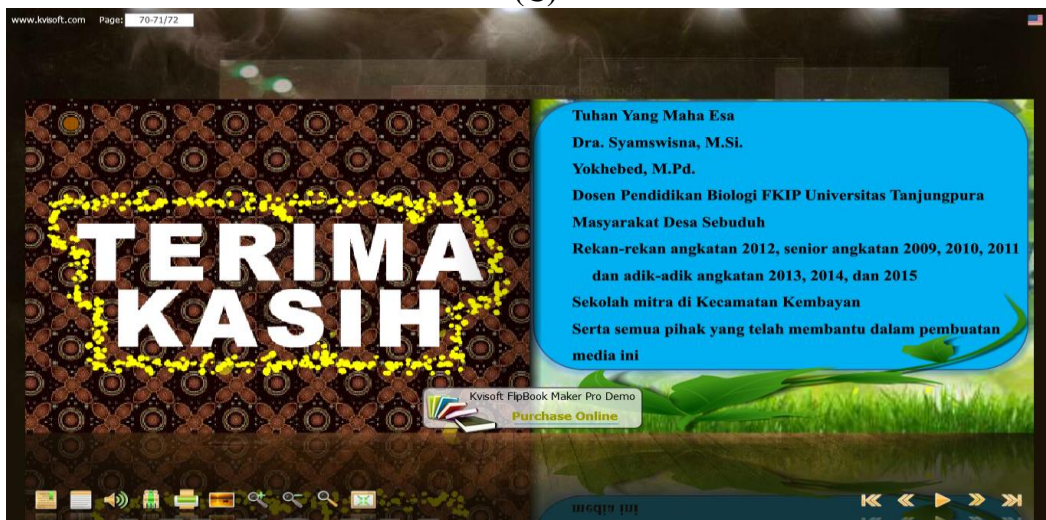 www.kvisoft.com Page: 70-71/72
TERIMA
KASIH
Tuhan Yang Maha Esa
Dra. Syamswisna, M.Si.
Yokhebed, M.Pd.
Dosen Pendidikan Biologi FKIP Universitas Tanjungpura
Masyarakat Desa Sebuduh
Rekan-rekan angkatan 2012, senior angkatan 2009, 2010, 2011
dan adik-adik angkatan 2013, 2014, dan 2015
Sekolah mitra di Kecamatan Kembayan
Serta semua pihak yang telah membantu dalam pembuatan
media ini
Kvisoft FlipBook Maker Pro Demo
Purchase Online
media ini